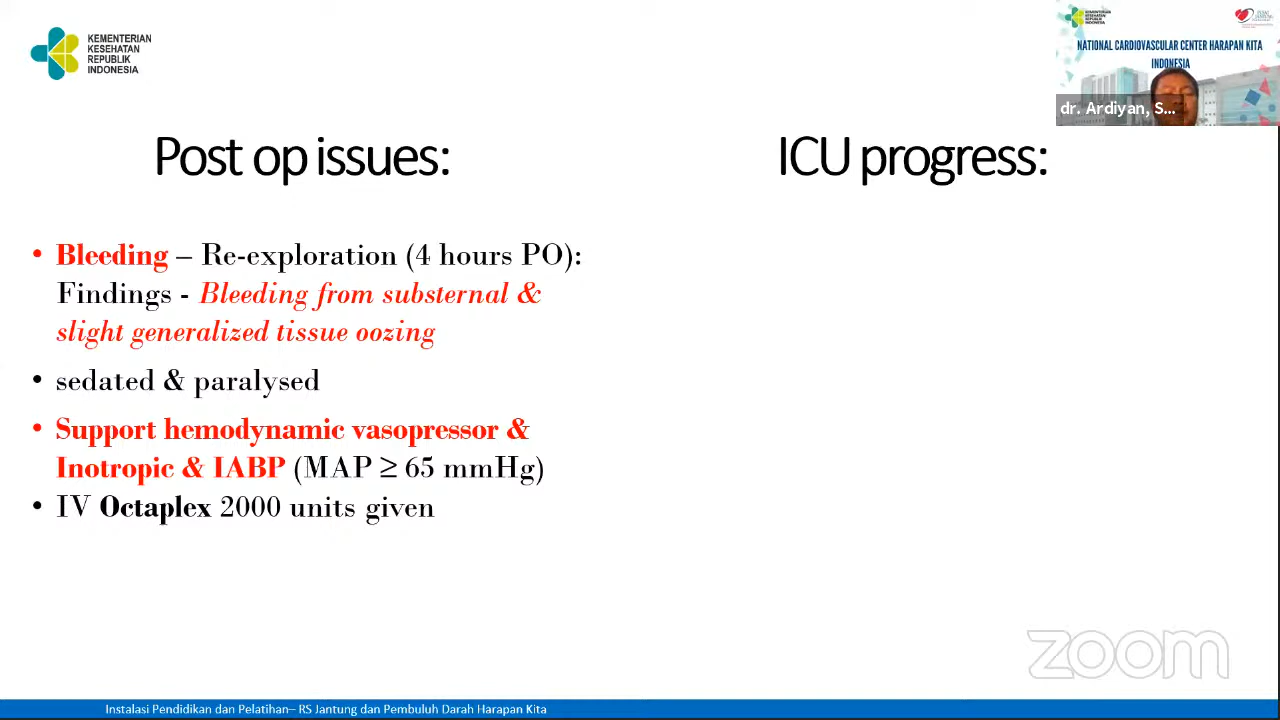 KEMENTERIAN
KESEHATAN
REPUBLIK
INDONESIA
NATIONAL CARDIOVASCULAR CENTER HARAPAN KITA
INDONESIA
dr. Ardiyan, S...
Post op issues:
• Bleeding – Re-exploration (4 hours PO):
Findings - Bleeding from substernal &
slight generalized tissue oozing
• sedated & paralysed
• Support hemodynamic vasopressor &
Inotropic & IABP (MAP ≥ 65 mmHg)
• IV Octaplex 2000 units given
ICU progress:
zoom
Instalasi Pendidikan dan Pelatihan– RS Jantung dan Pembuluh Darah Harapan Kita